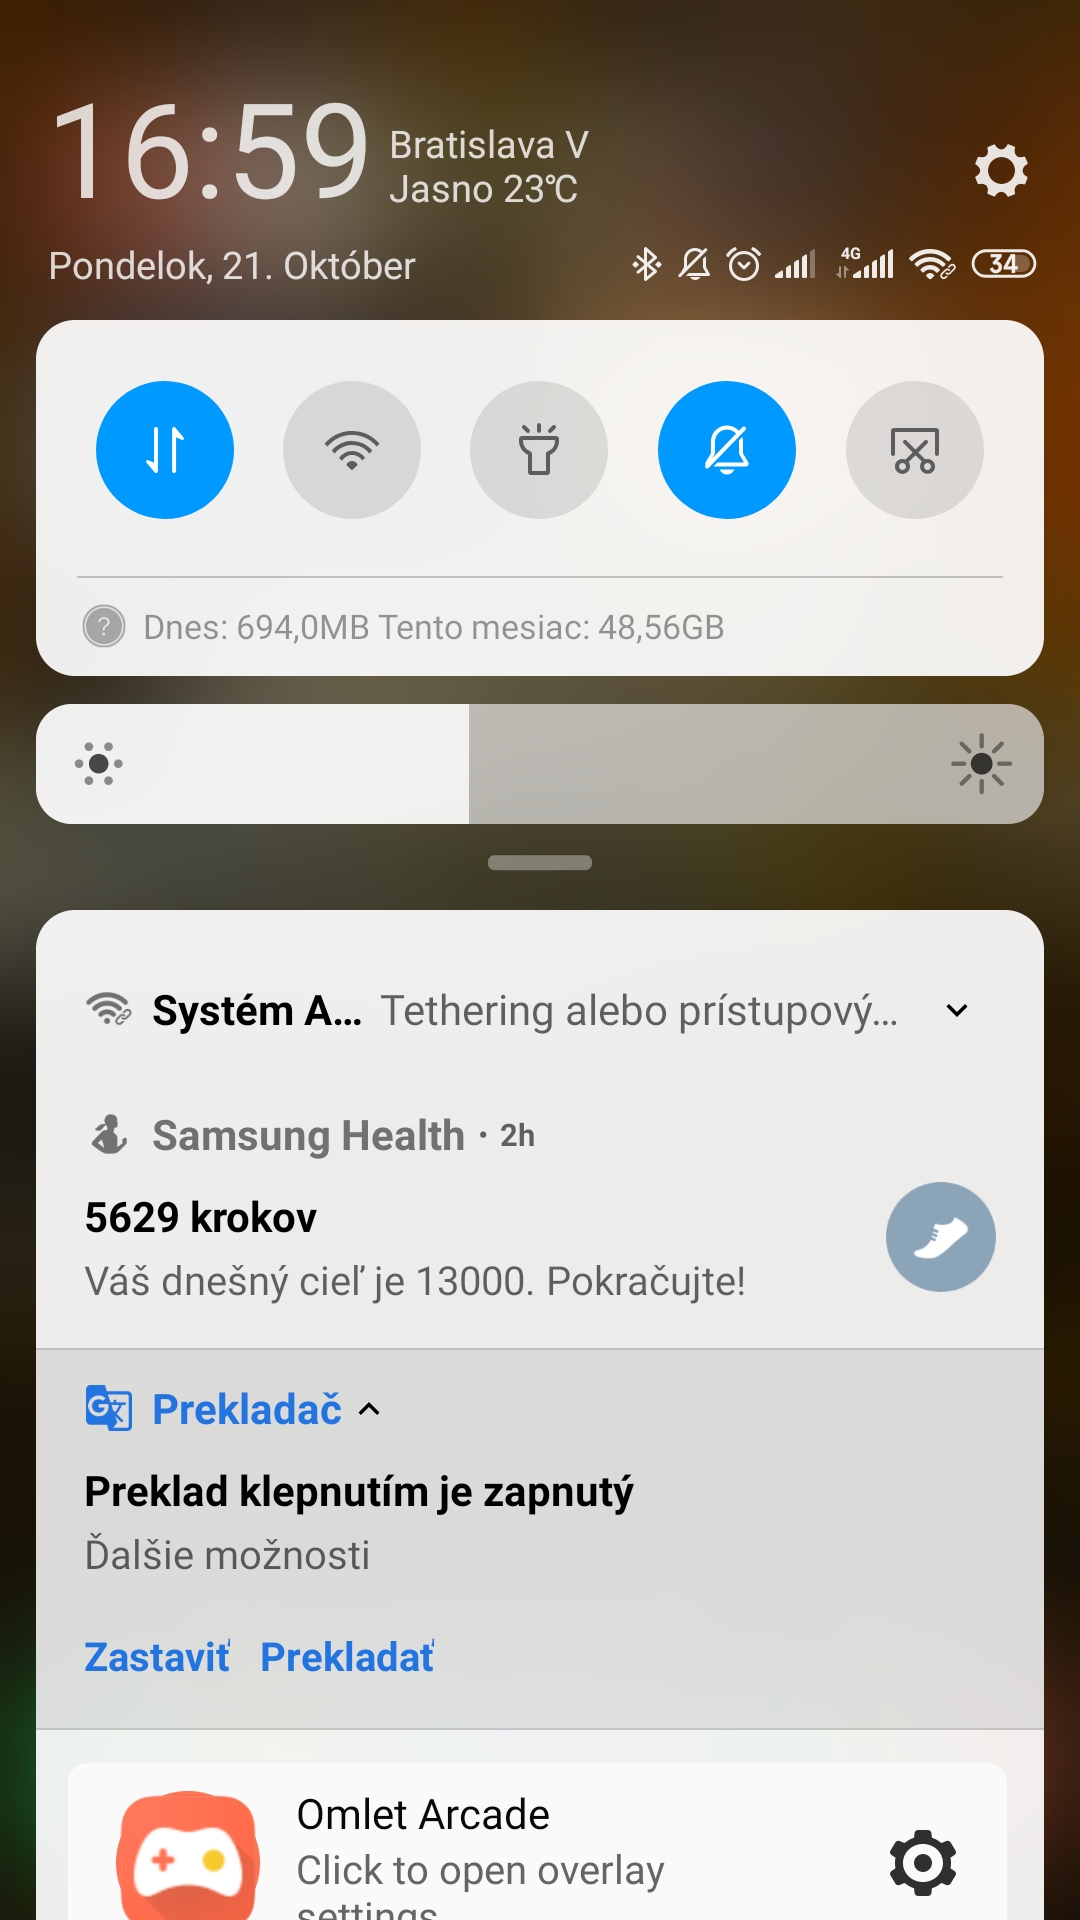 16:59
Bratislava V
Jasno 23℃
Pondelok, 21. Október
4G
34
Dnes: 694,0MB Tento mesiac: 48,56GB
Systém A... Tethering alebo prístupový...
Samsung Health · 2h
5629 krokov
Váš dnešný cieľ je 13000. Pokračujte!
Prekladač
Preklad klepnutím je zapnutý
Ďalšie možnosti
Zastaviť Prekladať
Omlet Arcade
Click to open overlay
settings